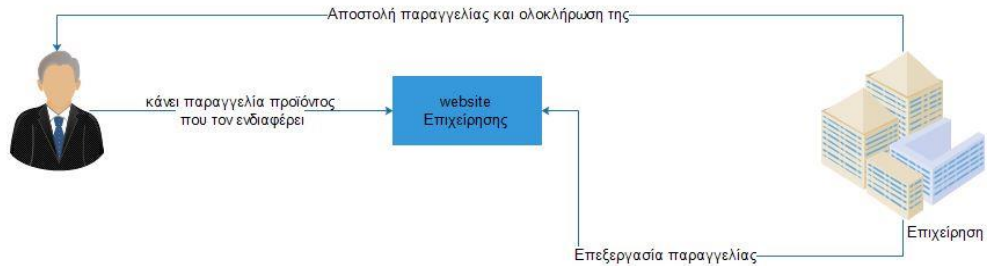 Αποστολή παραγγελίας και ολοκλήρωση της
κάνει παραγγελία προϊόντος
που τον ενδιαφέρει
website
Επιχείρησης
Επιχείρηση
Επεξεργασία παραγγελίας